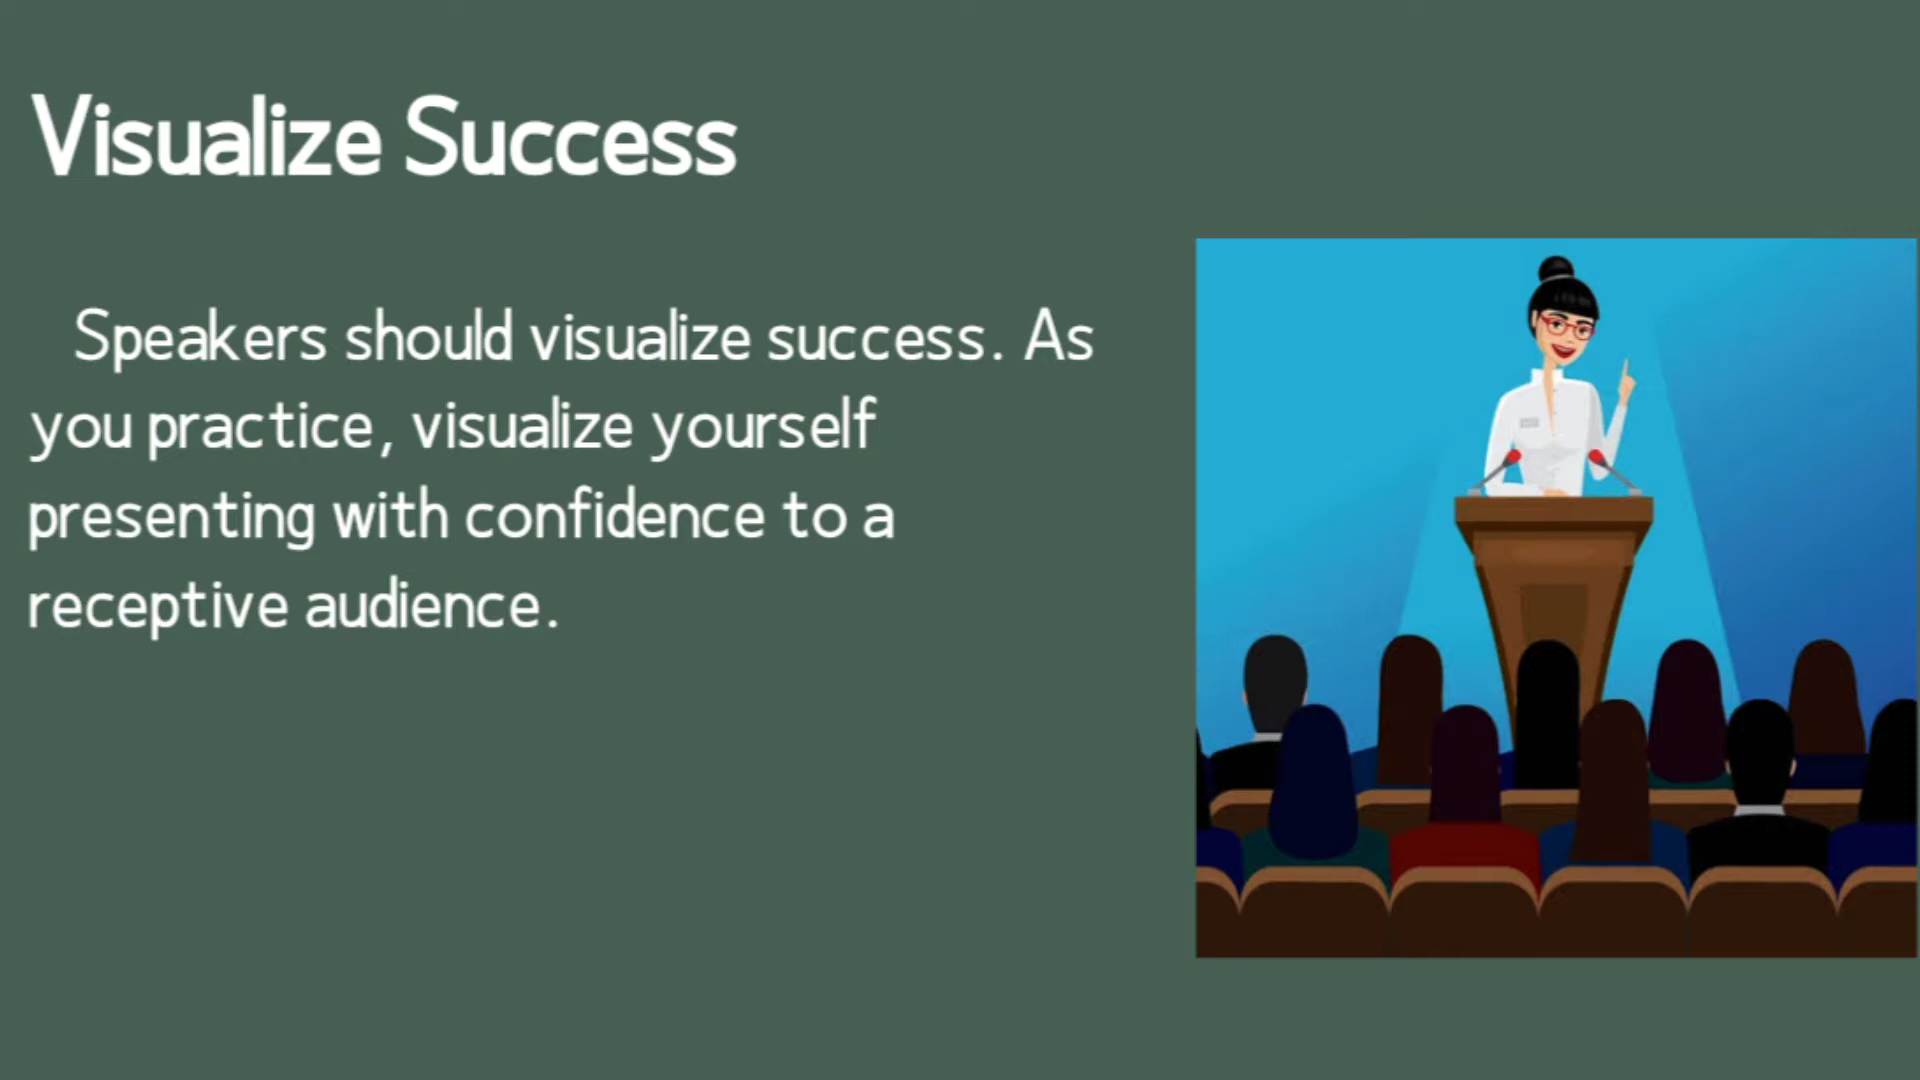 Visualize Success
Speakers should visualize success. As
you practice, visualize yourself
presenting with confidence to a
receptive audience.